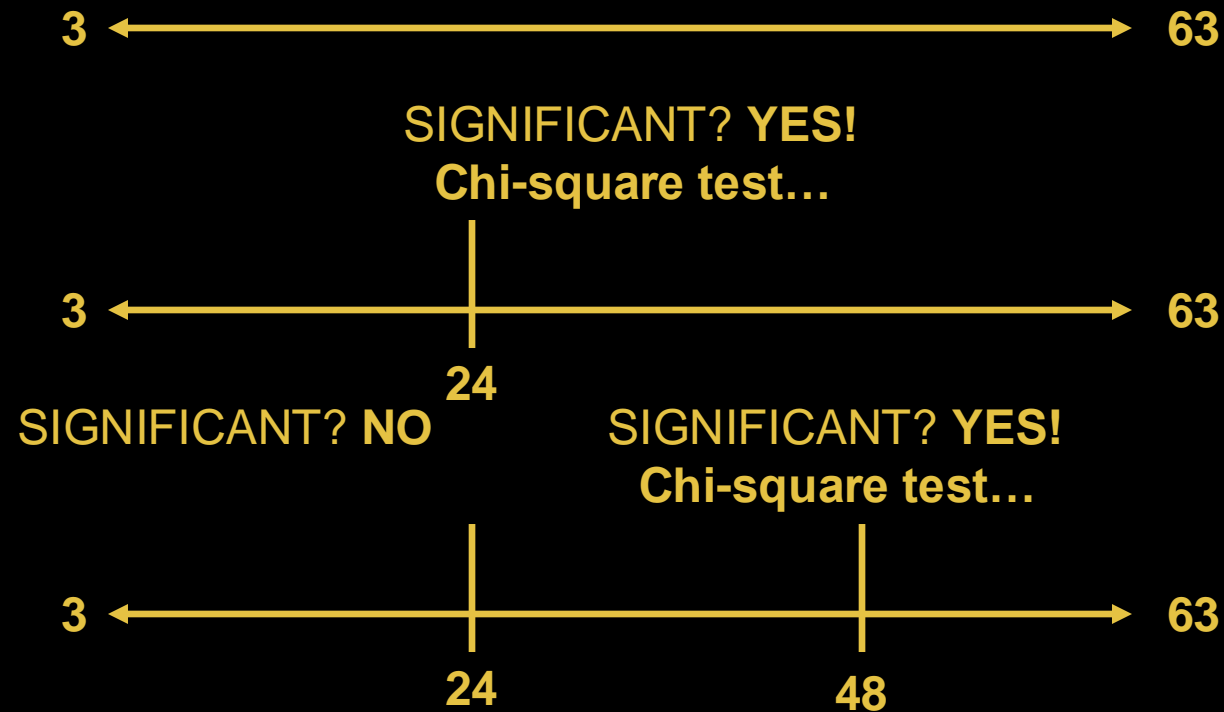 3 63
SIGNIFICANT? YES!
Chi-square test…
3 63
24
SIGNIFICANT? NO SIGNIFICANT? YES!
Chi-square test…
3 63
24 48